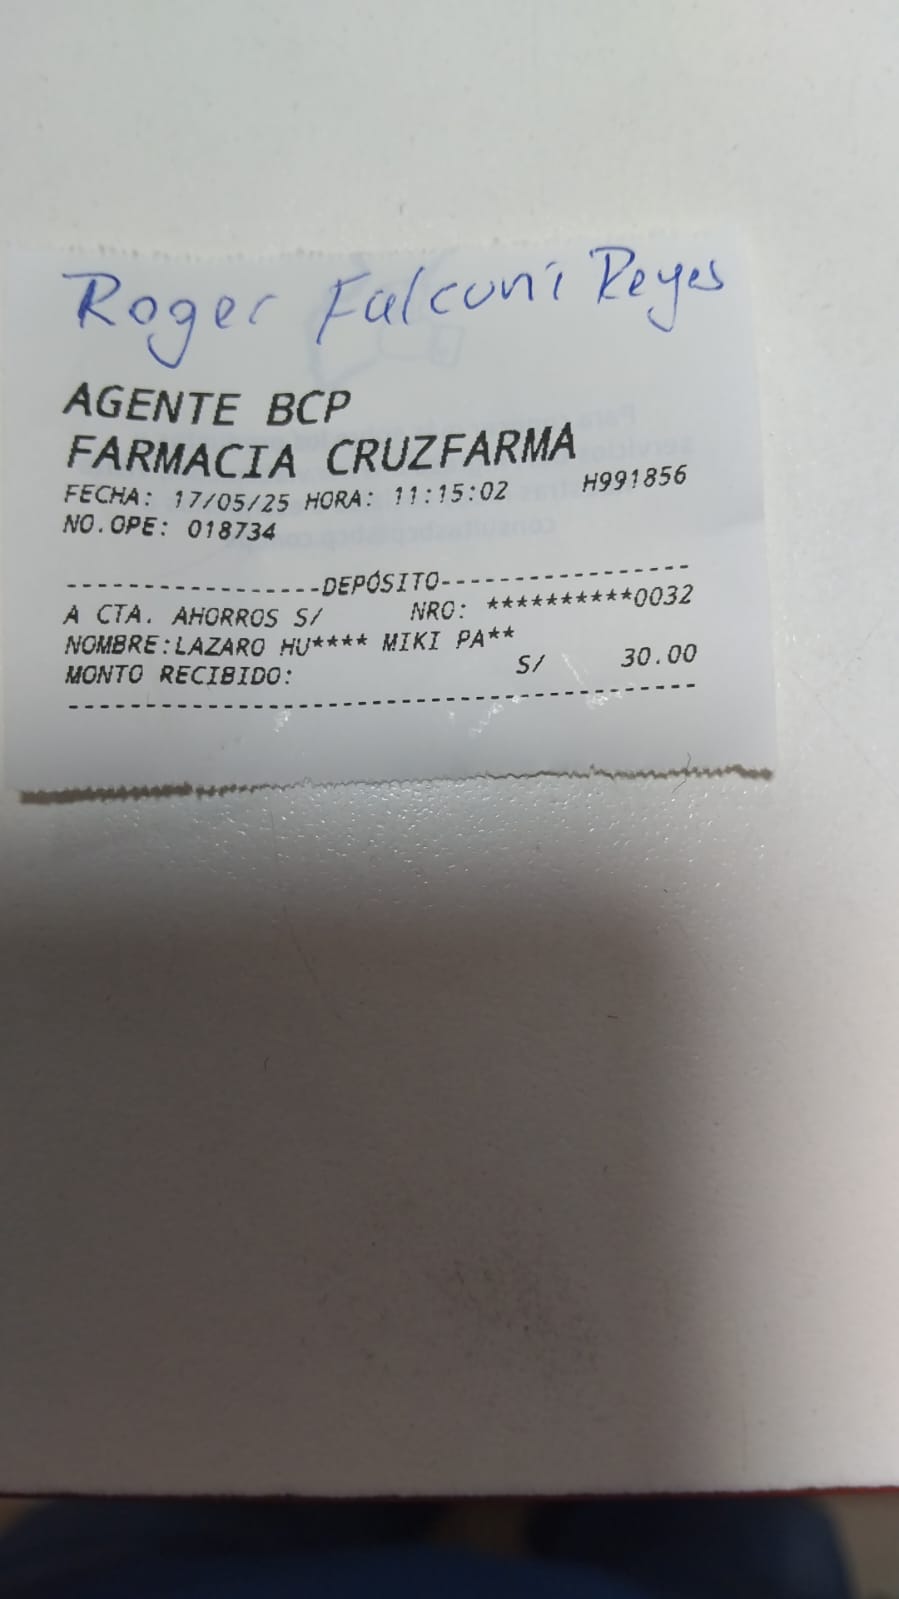 Roger Falconi Reyes
AGENTE BCP
FARMACIA CRUZFARMA
FECHA: 17/05/25 HORA: 11:15:02 H991856
NO.OPE: 018734
------------------DEPÓSITO-----------------
A CTA. AHORROS S/ NRO: **********0032
NOMBRE:LAZARO HU**** MIKI PA**
MONTO RECIBIDO: S/ 30.00
-------------------------------------------